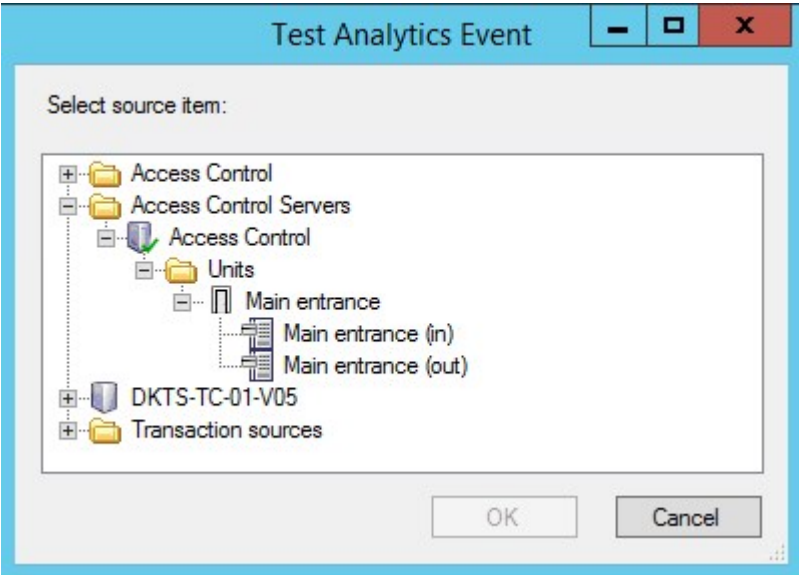 Test Analytics Event
Select source item:
Access Control
Access Control Servers
Access Control
Units
Main entrance
Main entrance (in)
Main entrance (out)
DKTS-TC-01-V05
Transaction sources
OK
Cancel